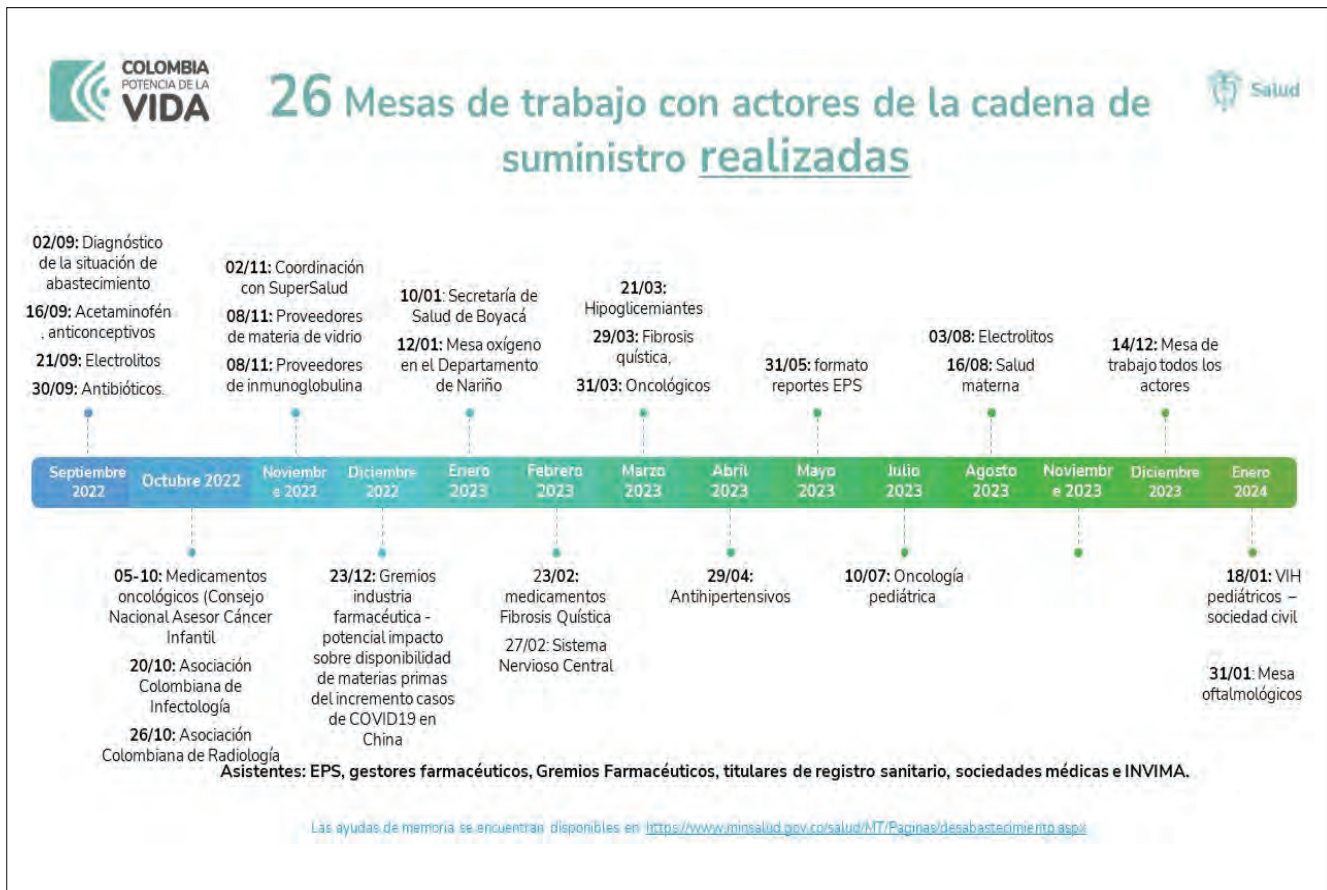 COLOMBIA
POTENCIA DE LA
VIDA
26 Mesas de trabajo con actores de la cadena de
suministro realizadas
Salud
02/09: Diagnóstico
de la situación de
abastecimiento
16/09: Acetaminofén
, anticonceptivos
21/09: Electrolitos
30/09: Antibióticos.
02/11: Coordinación
con SuperSalud
08/11: Proveedores
de materia de vidrio
08/11: Proveedores
de inmunoglobulina
10/01: Secretaría de
Salud de Boyacá
12/01: Mesa oxígeno
en el Departamento
de Nariño
21/03:
Hipoglicemiantes
29/03: Fibrosis
quística,
31/03: Oncológicos
31/05: formato
reportes EPS
03/08: Electrolitos
16/08: Salud
materna
14/12: Mesa de
trabajo todos los
actores
Septiembre
2022
Octubre 2022
Noviembr
e 2022
Diciembre
2022
Enero
2023
Febrero
2023
Marzo
2023
Abril
2023
Mayo
2023
Julio
2023
Agosto
2023
Noviembr
e 2023
Diciembre
2023
Enero
2024
05-10: Medicamentos
oncológicos (Consejo
Nacional Asesor Cáncer
Infantil
20/10: Asociación
Colombiana de
Infectología
26/10: Asociación
Colombiana de Radiología
23/12: Gremios
industria
farmacéutica -
potencial impacto
sobre disponibilidad
de materias primas
del incremento casos
de COVID19 en
China
23/02:
medicamentos
Fibrosis Quística
27/02: Sistema
Nervioso Central
29/04:
Antihipertensivos
10/07: Oncología
pediátrica
18/01: VIH
pediátricos –
sociedad civil
31/01: Mesa
oftalmológicos
Asistentes: EPS, gestores farmacéuticos, Gremios Farmacéuticos, titulares de registro sanitario, sociedades médicas e INVIMA.
Las ayudas de memoria se encuentran disponibles en https://www.minsalud.gov.co/salud/MT/Paginas/desabastecimiento.aspx